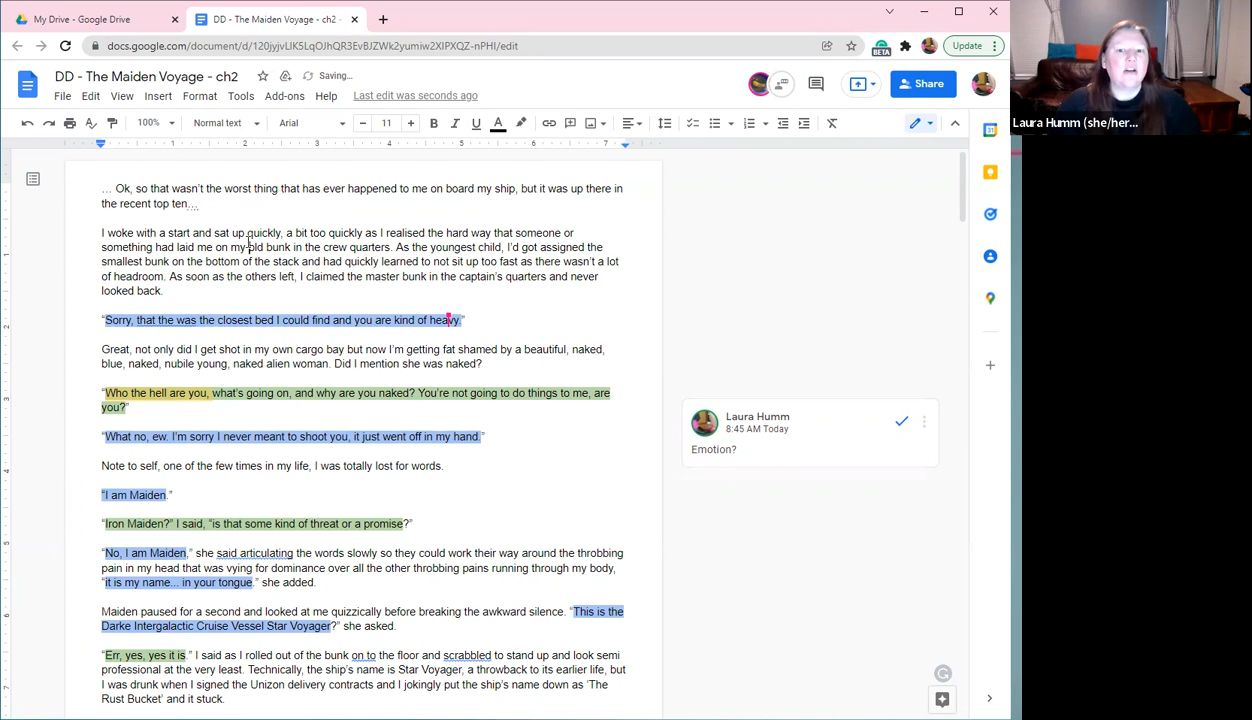 My Drive - Google Drive
DD - The Maiden Voyage - ch2 -
docs.google.com/document/d/120jyjvLIK5LqOJhQR3EvBJZWk2yumiw2XIPXQZ-nPHI/edit
BETA
Update
DD - The Maiden Voyage - ch2
Saving...
File Edit View Insert Format Tools Add-ons Help Last edit was seconds ago
Share
100% Normal text Arial 11
1 2 3 4 5 6 7
… Ok, so that wasn't the worst thing that has ever happened to me on board my ship, but it was up there in
the recent top ten…
I woke with a start and sat up quickly, a bit too quickly as I realised the hard way that someone or
something had laid me on my old bunk in the crew quarters. As the youngest child, I'd got assigned the
smallest bunk on the bottom of the stack and had quickly learned to not sit up too fast as there wasn't a lot
of headroom. As soon as the others left, I claimed the master bunk in the captain's quarters and never
looked back.
"Sorry, that the was the closest bed I could find and you are kind of heavy."
Great, not only did I get shot in my own cargo bay but now I'm getting fat shamed by a beautiful, naked,
blue, naked, nubile young, naked alien woman. Did I mention she was naked?
"Who the hell are you, what's going on, and why are you naked? You're not going to do things to me, are
you?"
"What no, ew. I'm sorry I never meant to shoot you, it just went off in my hand."
Note to self, one of the few times in my life, I was totally lost for words.
"I am Maiden."
"Iron Maiden?" I said, "is that some kind of threat or a promise?"
"No, I am Maiden," she said articulating the words slowly so they could work their way around the throbbing
pain in my head that was vying for dominance over all the other throbbing pains running through my body,
"it is my name... in your tongue." she added.
Maiden paused for a second and looked at me quizzically before breaking the awkward silence. "This is the
Darke Intergalactic Cruise Vessel Star Voyager?" she asked.
"Err, yes, yes it is." I said as I rolled out of the bunk on to the floor and scrabbled to stand up and look semi
professional at the very least. Technically, the ship's name is Star Voyager, a throwback to its earlier life, but
I was drunk when I signed the Unizon delivery contracts and I jokingly put the ship's name down as 'The
Rust Bucket' and it stuck.
Laura Humm
8:45 AM Today
Emotion?
Laura Humm (she/her...